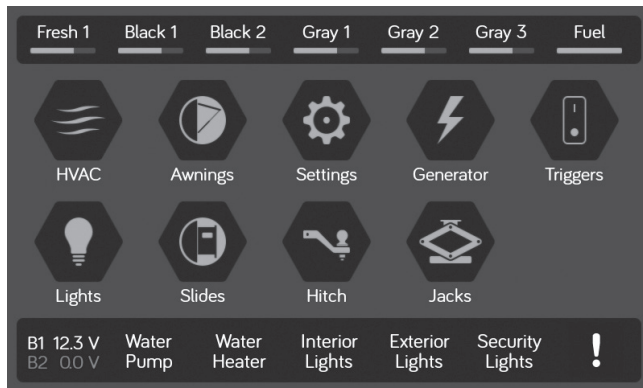 Fresh 1 Black 1 Black 2 Gray 1 Gray 2 Gray 3 Fuel
HVAC Awnings Settings Generator Triggers
Lights Slides Hitch Jacks
B1 12.3 V Water Water Interior Exterior Security !
B2 0.0 V Pump Heater Lights Lights Lights